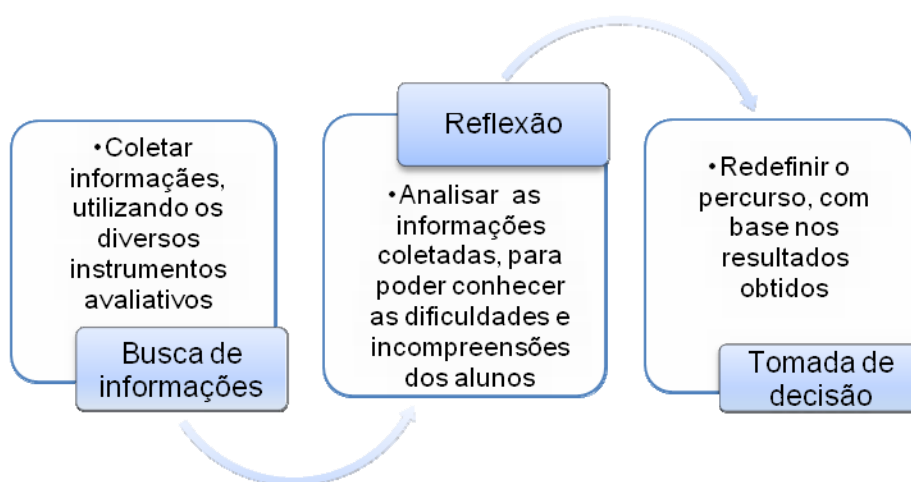 •Coletar
informaçães,
utilizando os
diversos
instrumentos
avaliativos
Busca de
informações
Reflexão
•Analisar as
informações
coletadas, para
poder conhecer
as dificuldades e
incompreensões
dos alunos
•Redefinir o
percurso, com
base nos
resultados
obtidos
Tomada de
decisão